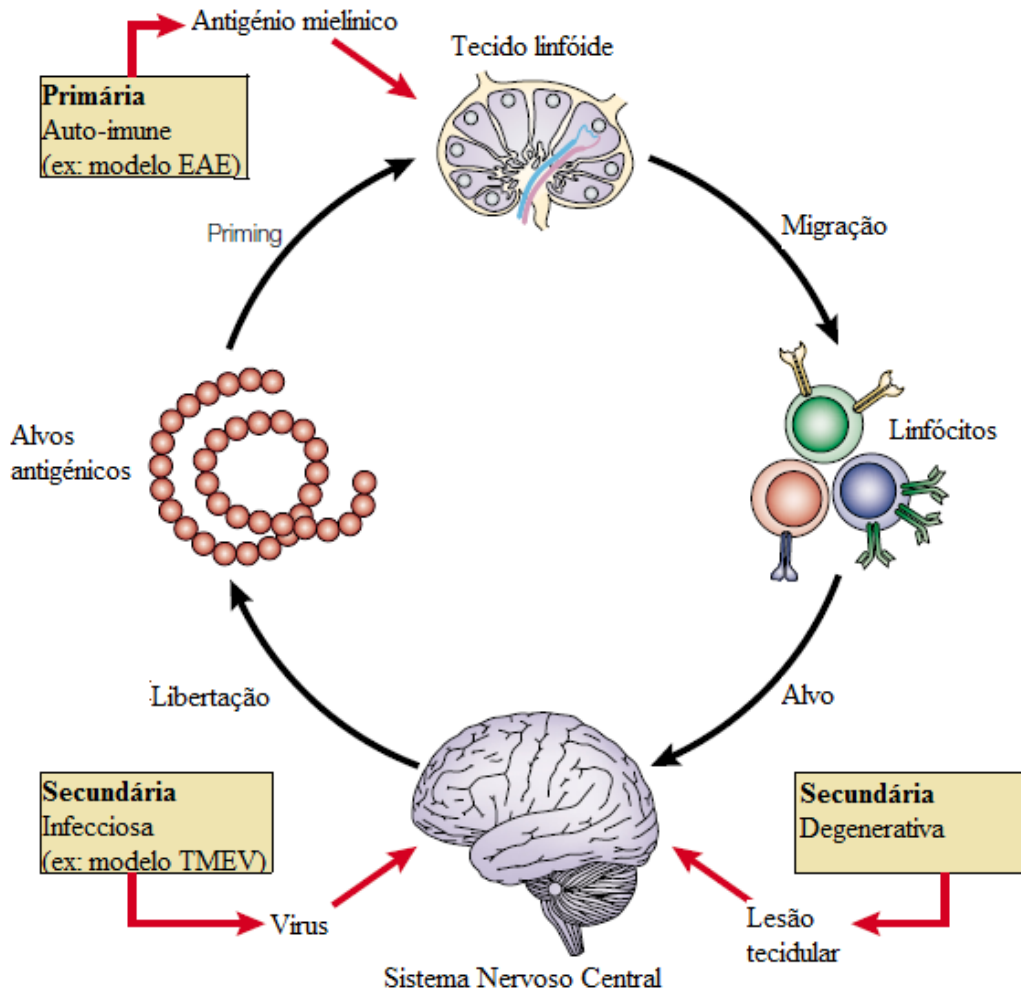 Antigénio mielínico
Tecido linfóide
Primária
Auto-imune
(ex: modelo EAE)
Priming
Migração
Alvos
antigénicos
Linfócitos
Libertação
Alvo
Secundária
Infecciosa
(ex: modelo TMEV)
Secundária
Degenerativa
Virus
Lesão
tecidular
Sistema Nervoso Central